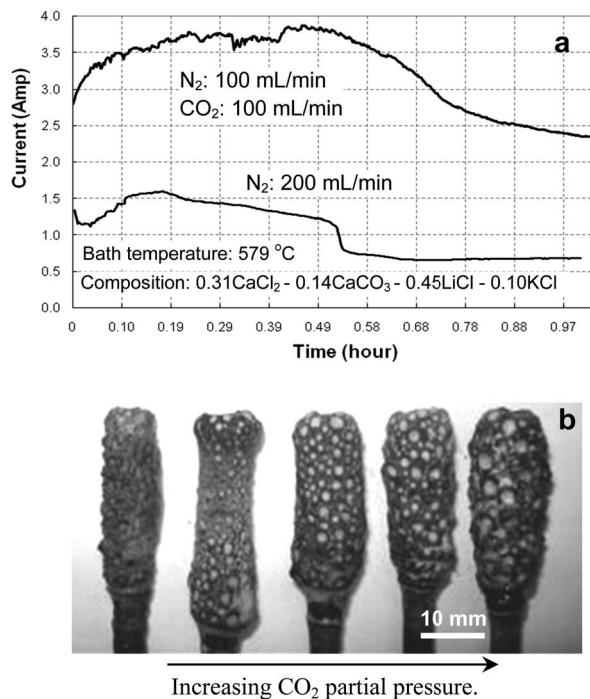 a
4.0
3.5
3.0
2.5
2.0
1.5
1.0
0.5
0.0
Current (Amp)
N₂: 100 mL/min
CO₂: 100 mL/min
N₂: 200 mL/min
Bath temperature: 579 °C
Composition: 0.31CaCl₂ - 0.14CaCO₃ - 0.45LiCl - 0.10KCl
0 0.10 0.19 0.29 0.39 0.49 0.58 0.68 0.78 0.88 0.97
Time (hour)
b
10 mm
Increasing CO₂ partial pressure.